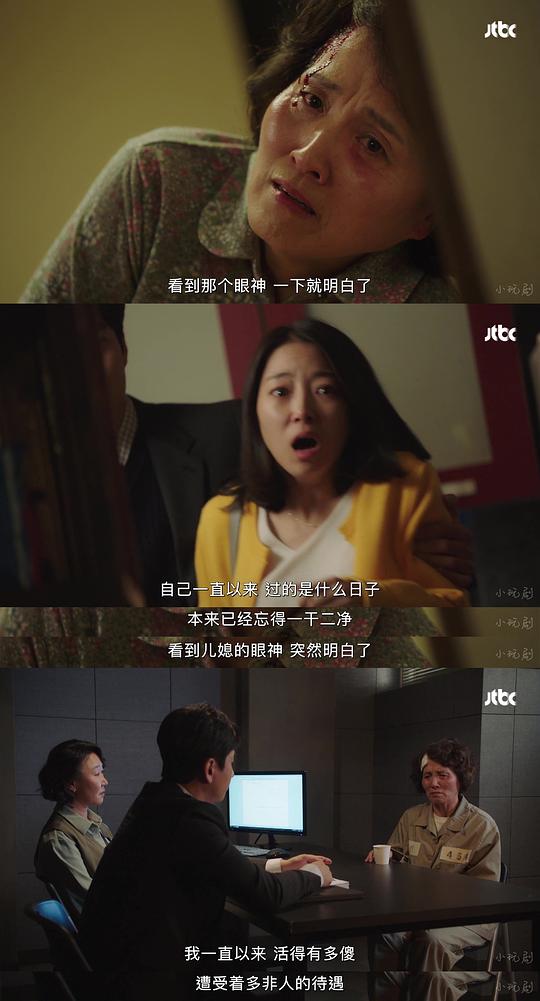 jtbc
看到那个眼神 一下就明白了
小玩剧
jtbc
自己一直以来 过的是什么日子
小玩剧
本来已经忘得一干二净
小玩剧
看到儿媳的眼神 突然明白了
小玩剧
jtbc
454
我一直以来 活得有多傻
小玩剧
遭受着多非人的待遇
小玩剧